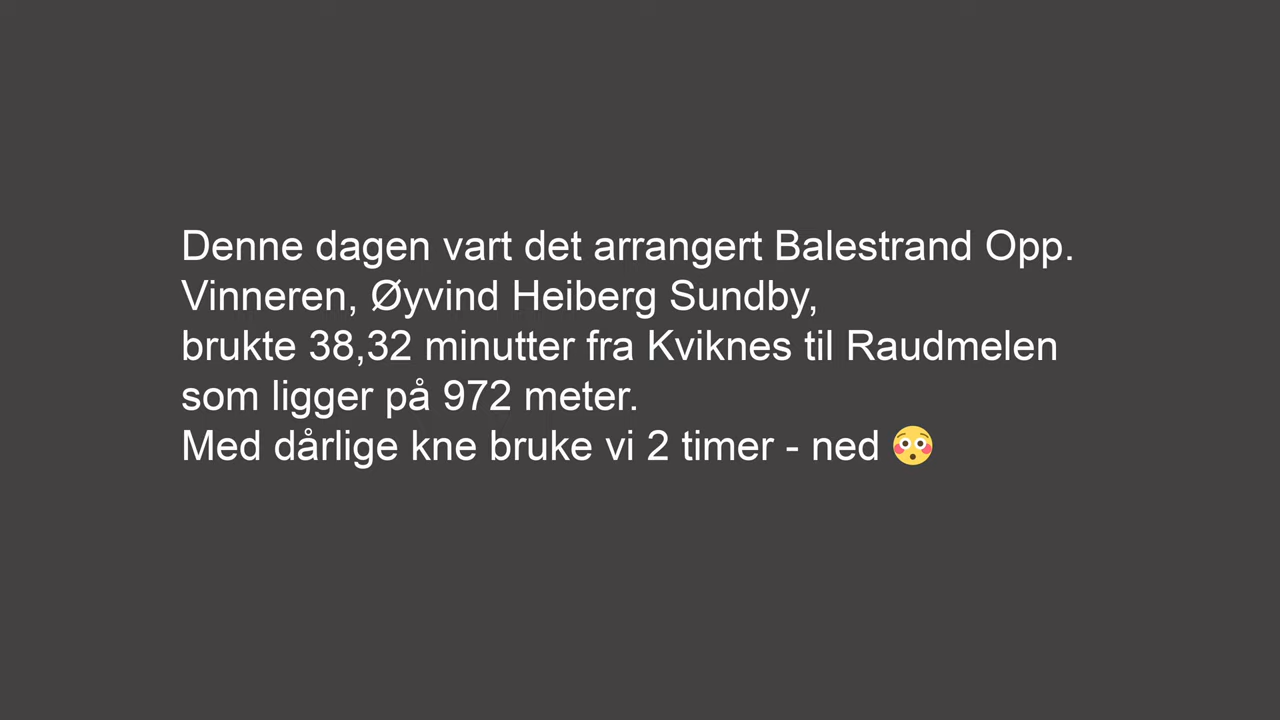 Denne dagen vart det arrangert Balestrand Opp.
Vinneren, Øyvind Heiberg Sundby,
brukte 38,32 minutter fra Kviknes til Raudmelen
som ligger på 972 meter.
Med dårlige kne bruke vi 2 timer - ned 😳